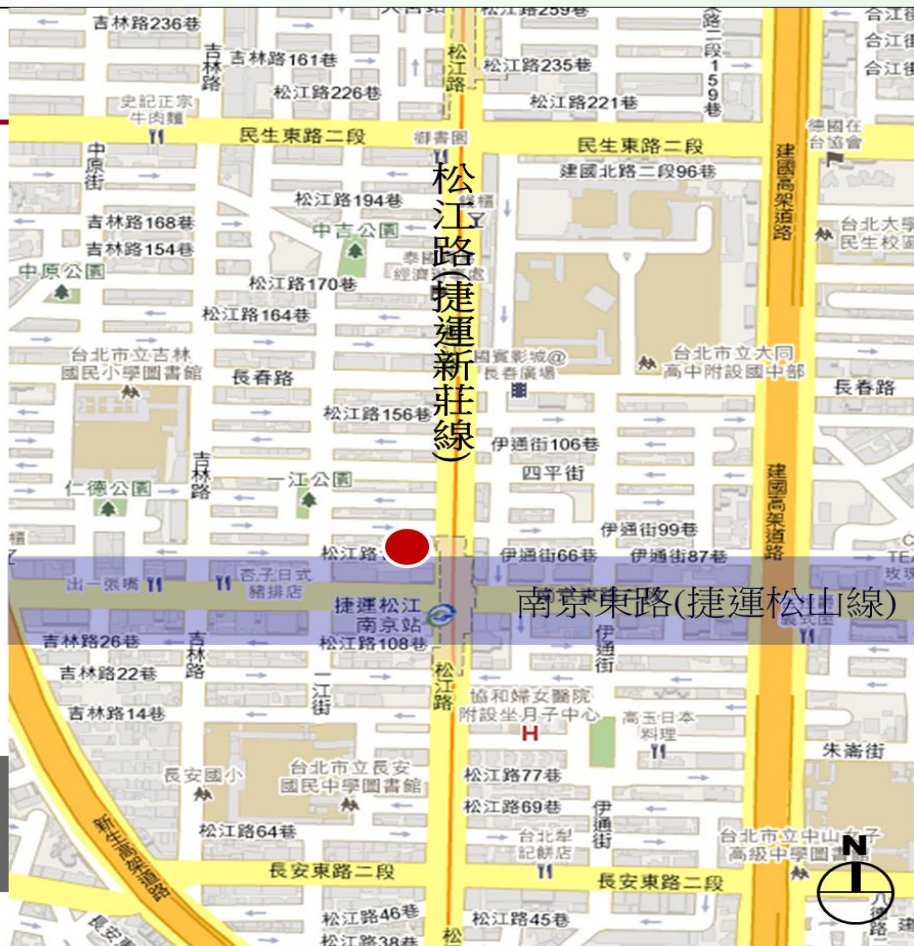 松江路259巷
吉林路236巷
合江街
合江街
合江街
松江路
吉林路161巷
吉林路
松江路235巷
松江路226巷
松江路221巷
史記正宗
牛肉麵
民生東路二段
御書園
民生東路二段
德國在
台協會
中原街
建國北路二段96巷
建國高架道路
松江路194巷
松江路(捷運新莊線)
吉林路168巷
中吉公園
台北大學
民生校區
吉林路154巷
中原公園
松江路170巷
松江路164巷
台北市立吉林
國民小學圖書館
長春路
國賓影城@
長春廣場
台北市立大同
高中附設國中部
長春路
松江路156巷
伊通街106巷
四平街
吉林路
仁德公園
一江公園
建國高架道路
伊通街99巷
松江路
伊通街66巷
伊通街87巷
出一張嘴
杏子日式
豬排店
南京東路(捷運松山線)
捷運松江
南京站
吉林路26巷
吉林路
松江路108巷
伊通街
吉林路22巷
一江街
松江路
吉林路14巷
協和婦女醫院
附設坐月子中心
H
高玉日本
料理
朱崙街
長安國小
台北市立長安
國民中學圖書館
松江路77巷
松江路69巷
伊通街
新生高架道路
松江路64巷
台北犁
記餅店
台北市立中山女子
高級中學圖書館
N
長安東路二段
長安東路二段
松江路46巷
松江路45巷
松江路38巷
松
八德路
建